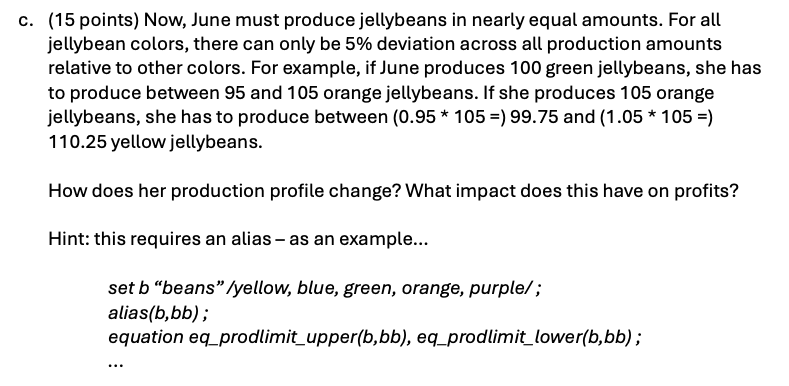 c. (15 points) Now, June must produce jellybeans in nearly equal amounts. For all
jellybean colors, there can only be 5% deviation across all production amounts
relative to other colors. For example, if June produces 100 green jellybeans, she has
to produce between 95 and 105 orange jellybeans. If she produces 105 orange
jellybeans, she has to produce between (0.95 * 105 =) 99.75 and (1.05 * 105 =)
110.25 yellow jellybeans.
How does her production profile change? What impact does this have on profits?
Hint: this requires an alias – as an example...
set b “beans” /yellow, blue, green, orange, purple/ ;
alias(b,bb) ;
equation eq_prodlimit_upper(b,bb), eq_prodlimit_lower(b,bb) ;
...